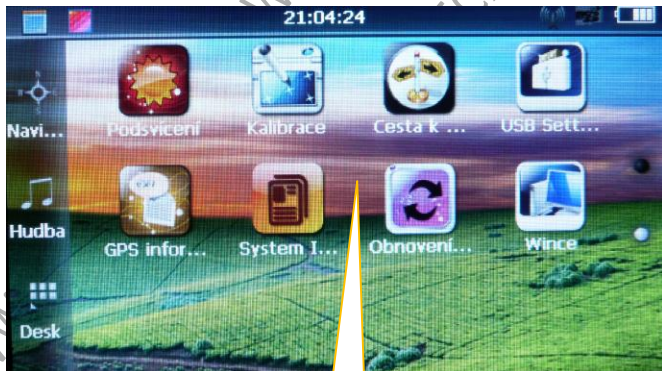 21:04:24
Navi...
Podsvícení
Kalibrace
Cesta k ...
USB Sett...
Hudba
GPS infor...
System I...
Obnovení...
Wince
Desk